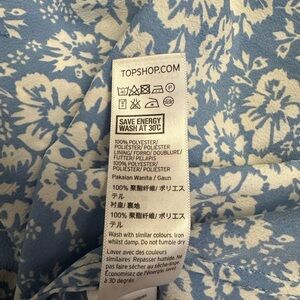 TOPSHOP.COM
SAVE ENERGY
WASH AT 30°C
100% POLYESTER/
POLIESTER/ POLIESTER
LINING/ FORRO/ DOUBLURE/
FUTTER/ PELAPIS
100% POLYESTER/
POLIESTER/ POLIESTER
Pakaian Wanita / Gaun
100% 聚酯纤维/ ポリエス
テル
衬里/ 裏地
100% 聚酯纤维/ ポリエス
テル
Wash with similar colours. Iron
whilst damp. Do not tumble dry
Laver avec des couleurs
similaires. Repasser humide. Ne
pas faire sécher au sèche-linge.
Économisez de l'énergie. Lavez
à 30 degrés